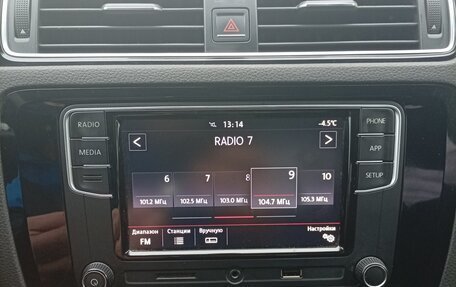 13:14
-4.5°C
RADIO
PHONE
RADIO 7
MEDIA
APP
6 7 8 9 10
101.2 МГц 102.5 МГц 103.0 МГц 104.7 МГц 105.3 МГц
SETUP
Диапазон Станции Вручную Настройки
FM